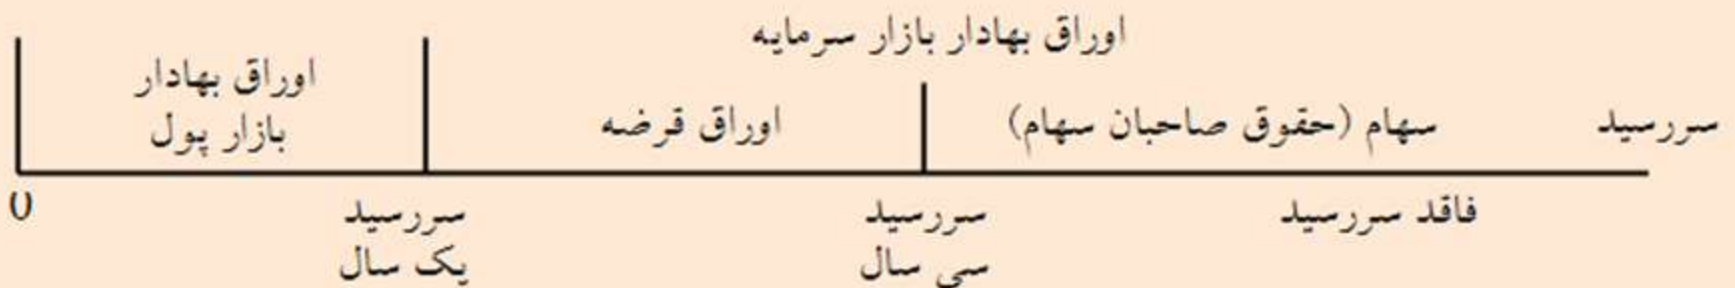 اوراق بهادار بازار سرمایه
اوراق بهادار
بازار پول
اوراق قرضه
سهام (حقوق صاحبان سهام)
سررسید
0
سررسید
یک سال
سررسید
سی سال
فاقد سررسید